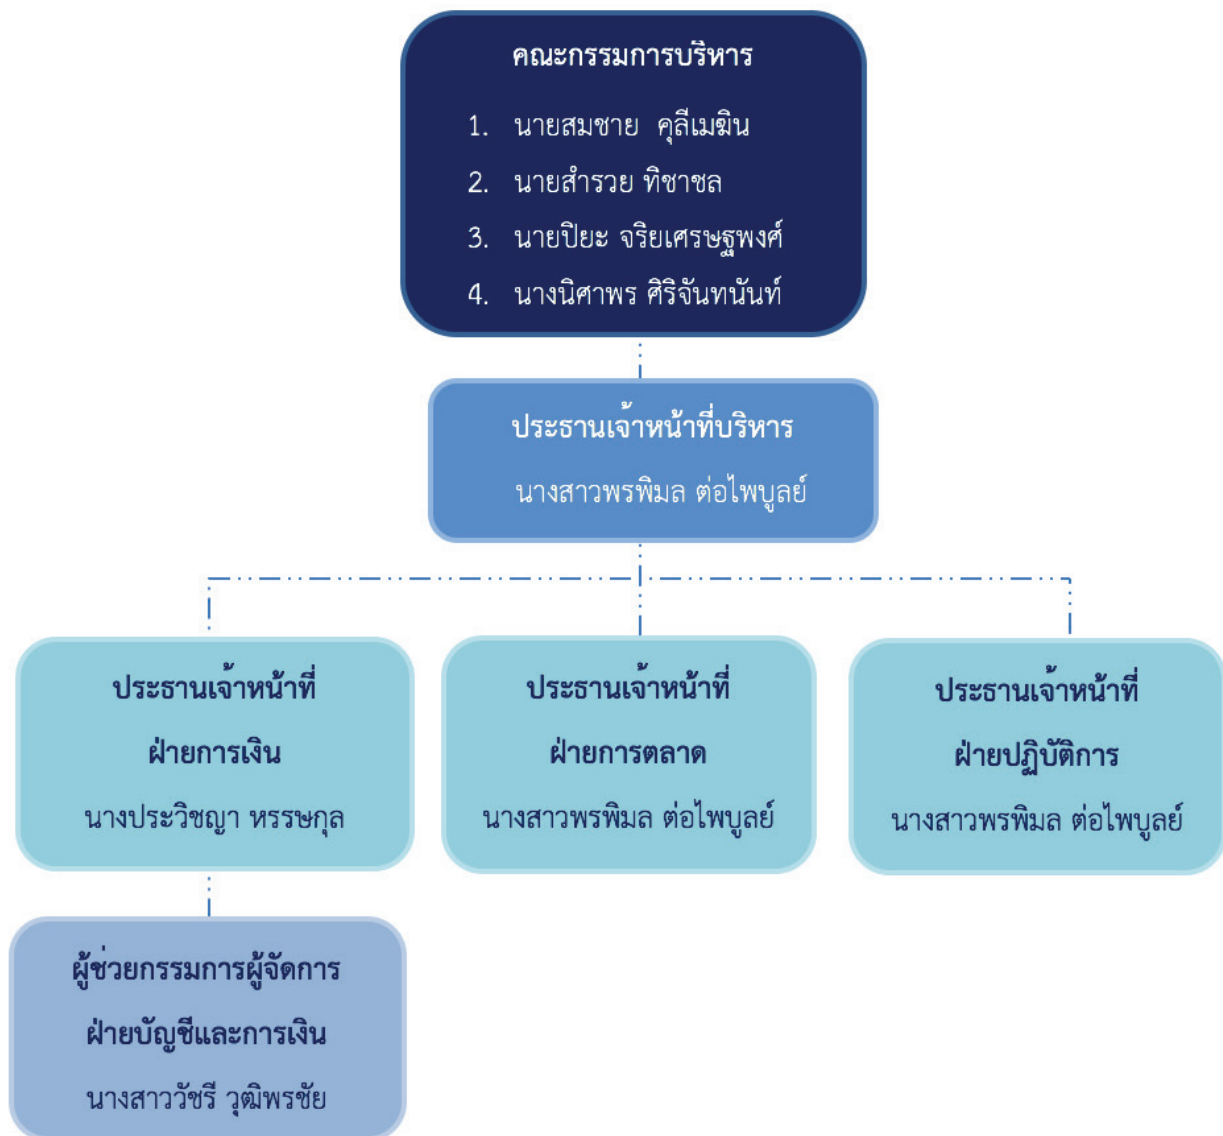 คณะกรรมการบริหาร
1. นายสมชาย คุลีเมฆิน
2. นายสำรวย ทิชาชล
3. นายปิยะ จริยเศรษฐพงศ์
4. นางนิศาพร ศิริจันทนันท์
ประธานเจ้าหน้าที่บริหาร
นางสาวพรพิมล ต่อไพบูลย์
ประธานเจ้าหน้าที่
ฝ่ายการเงิน
นางประวิชญา หรรษกุล
ประธานเจ้าหน้าที่
ฝ่ายการตลาด
นางสาวพรพิมล ต่อไพบูลย์
ประธานเจ้าหน้าที่
ฝ่ายปฏิบัติการ
นางสาวพรพิมล ต่อไพบูลย์
ผู้ช่วยกรรมการผู้จัดการ
ฝ่ายบัญชีและการเงิน
นางสาววัชรี วุฒิพรชัย